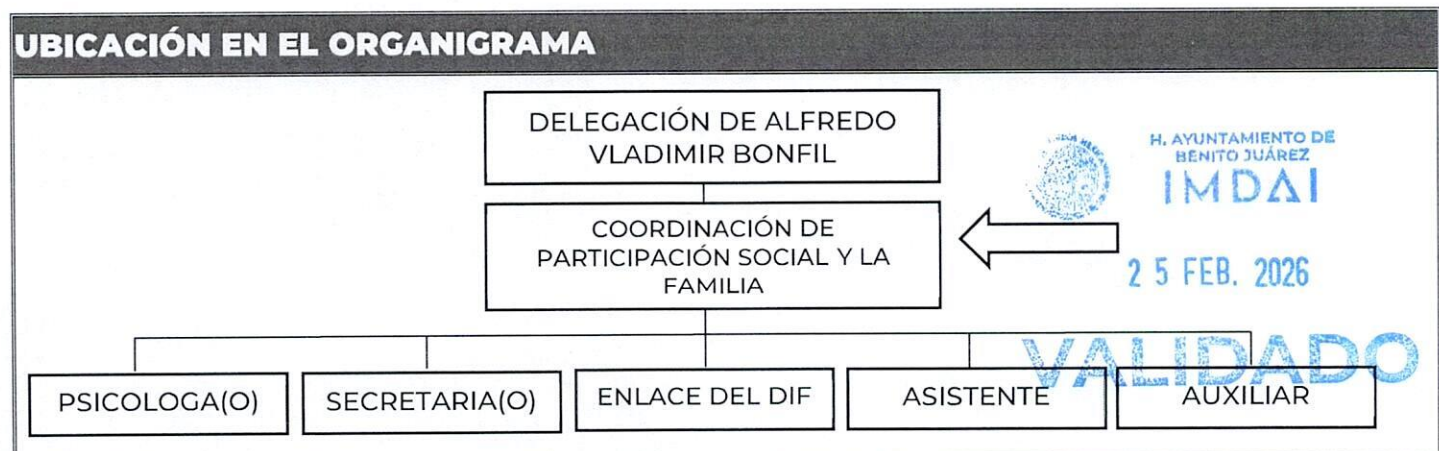 UBICACIÓN EN EL ORGANIGRAMA
DELEGACIÓN DE ALFREDO
VLADIMIR BONFIL
H. AYUNTAMIENTO DE
BENITO JUÁREZ
IMDAI
COORDINACIÓN DE
PARTICIPACIÓN SOCIAL Y LA
FAMILIA
25 FEB. 2026
VALIDADO
PSICOLOGA(O)
SECRETARIA(O)
ENLACE DEL DIF
ASISTENTE
AUXILIAR